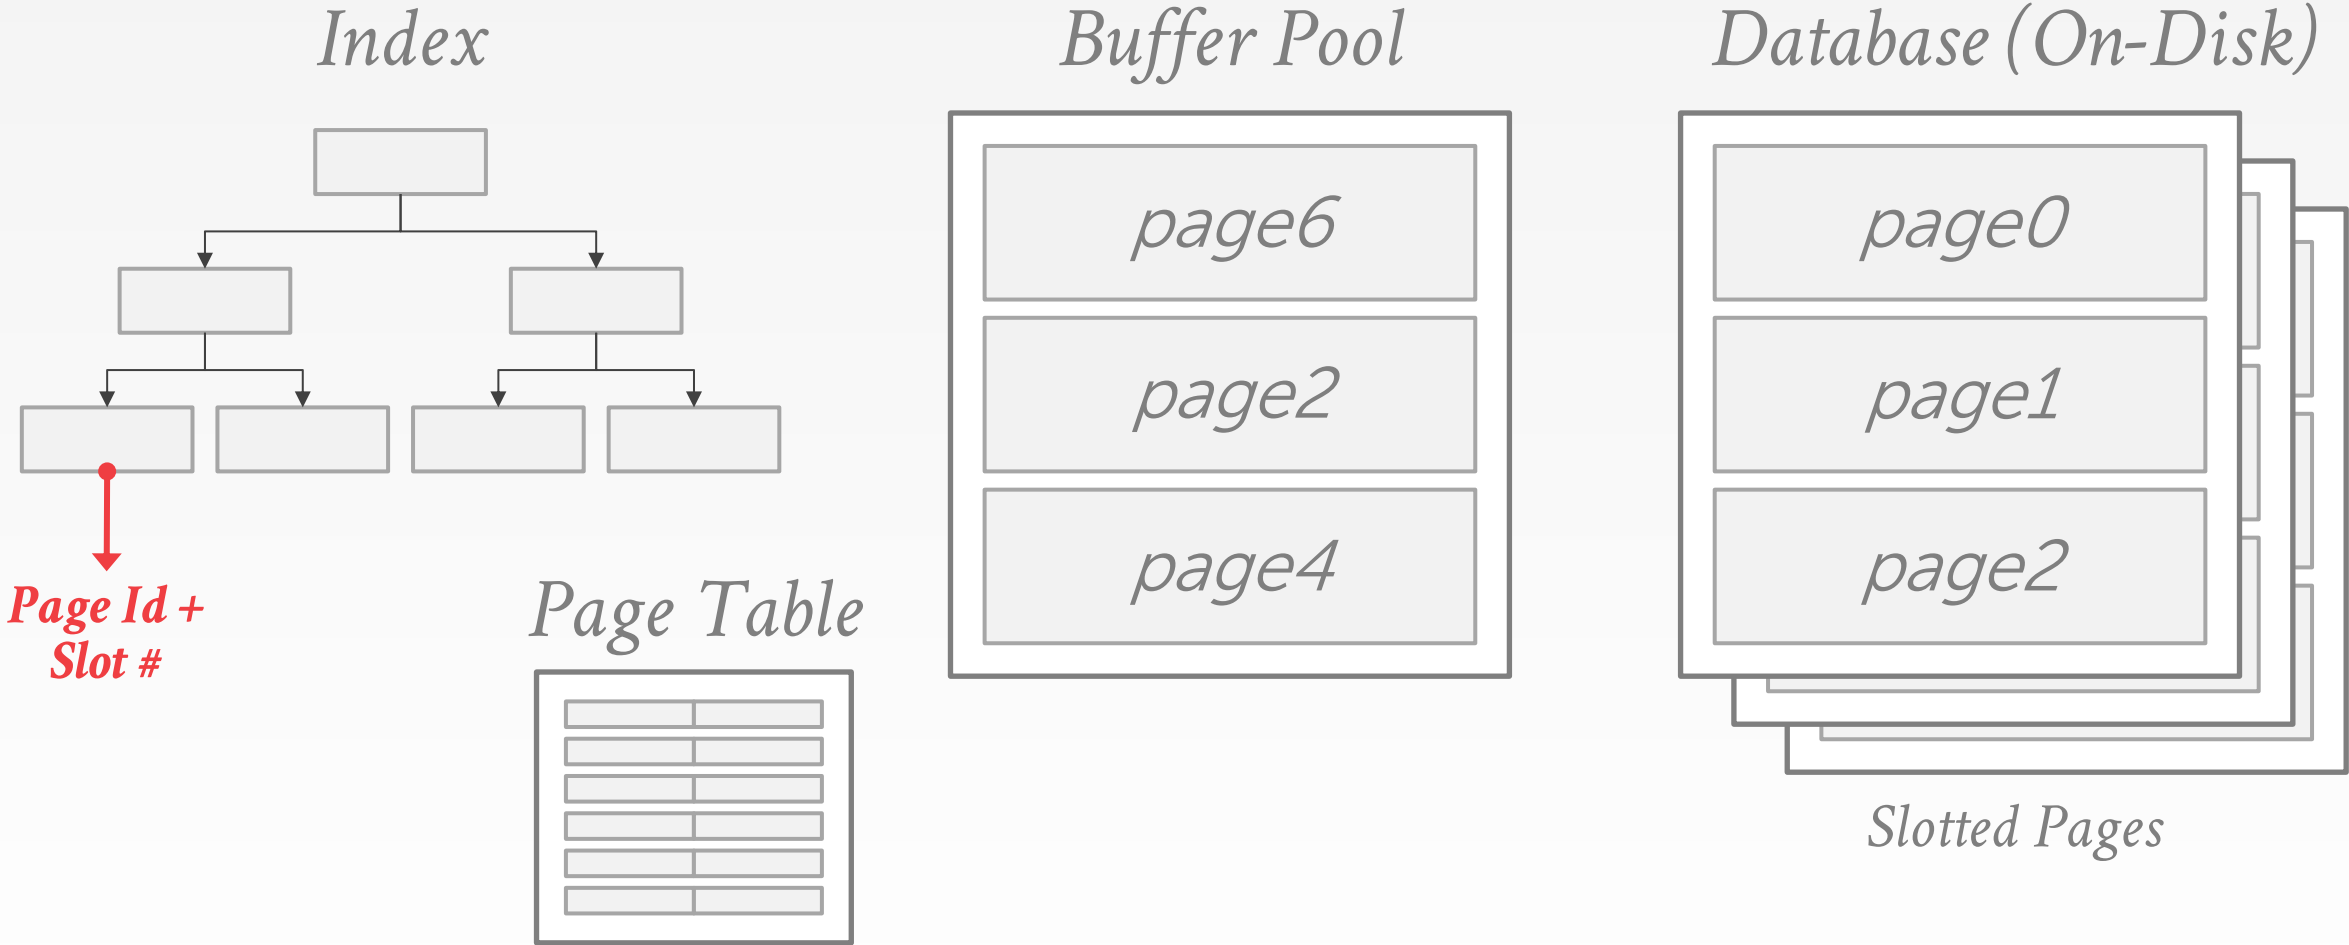 Index
Page Id +
Slot #
Page Table
Buffer Pool
page6
page2
page4
Database (On-Disk)
page0
page1
page2
Slotted Pages